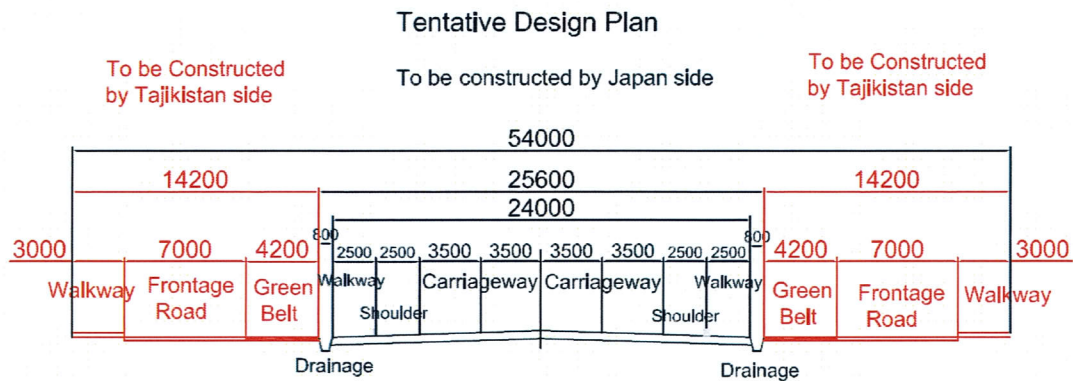 Tentative Design Plan
To be Constructed
by Tajikistan side
To be constructed by Japan side
To be Constructed
by Tajikistan side
54000
14200
25600
14200
24000
3000
7000
4200
800
2500
2500
3500
3500
3500
3500
2500
2500
800
4200
7000
3000
Walkway
Frontage
Road
Green
Belt
Walkway
Shoulder
Carriageway
Carriageway
Shoulder
Walkway
Green
Belt
Frontage
Road
Walkway
Drainage
Drainage